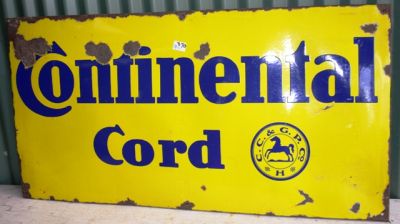 Continental
Cord
C. C. & G. P. Co
H